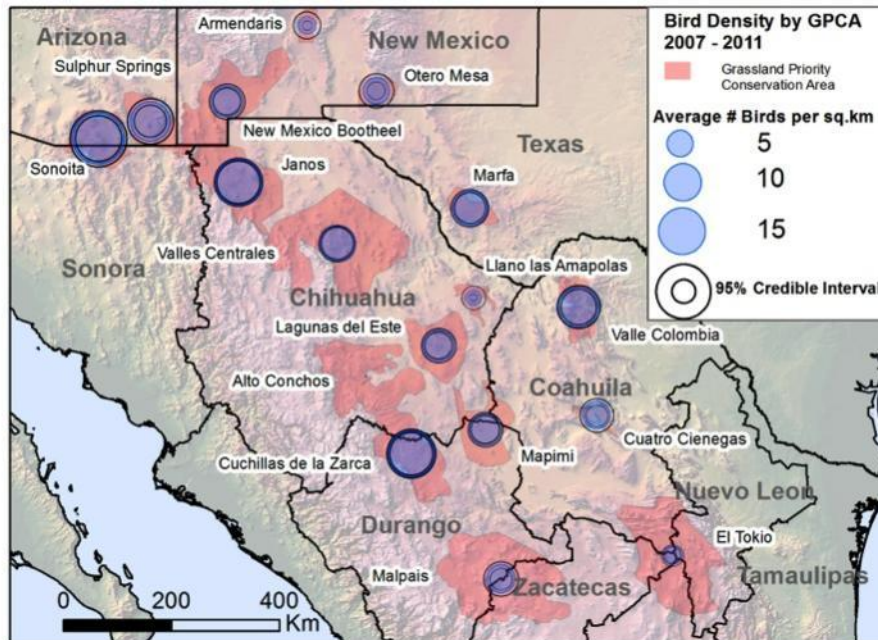 Armendaris
Arizona
New Mexico
Sulphur Springs
Otero Mesa
New Mexico Bootheel
Sonoita
Janos
Texas
Marfa
Valles Centrales
Sonora
Llano las Amapolas
Chihuahua
Lagunas del Este
Valle Colombia
Alto Conchos
Coahuila
Cuatro Cienegas
Cuchillas de la Zarca
Mapimi
Nuevo Leon
Durango
El Tokio
Malpais
Zacatecas
Tamaulipas
0 200 400
Km
Bird Density by GPCA
2007 - 2011
Grassland Priority
Conservation Area
Average # Birds per sq.km
5
10
15
95% Credible Interval